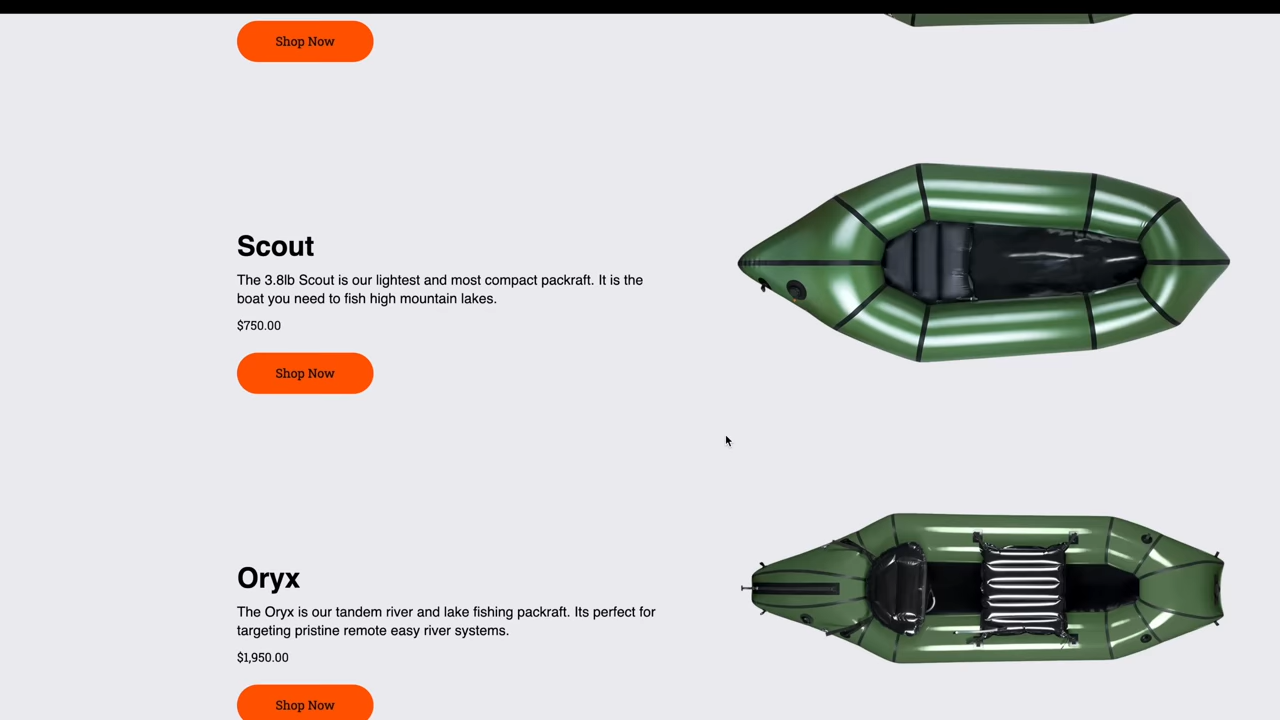 Shop Now
Scout
The 3.8lb Scout is our lightest and most compact packraft. It is the
boat you need to fish high mountain lakes.
$750.00
Shop Now
Oryx
The Oryx is our tandem river and lake fishing packraft. Its perfect for
targeting pristine remote easy river systems.
$1,950.00
Shop Now